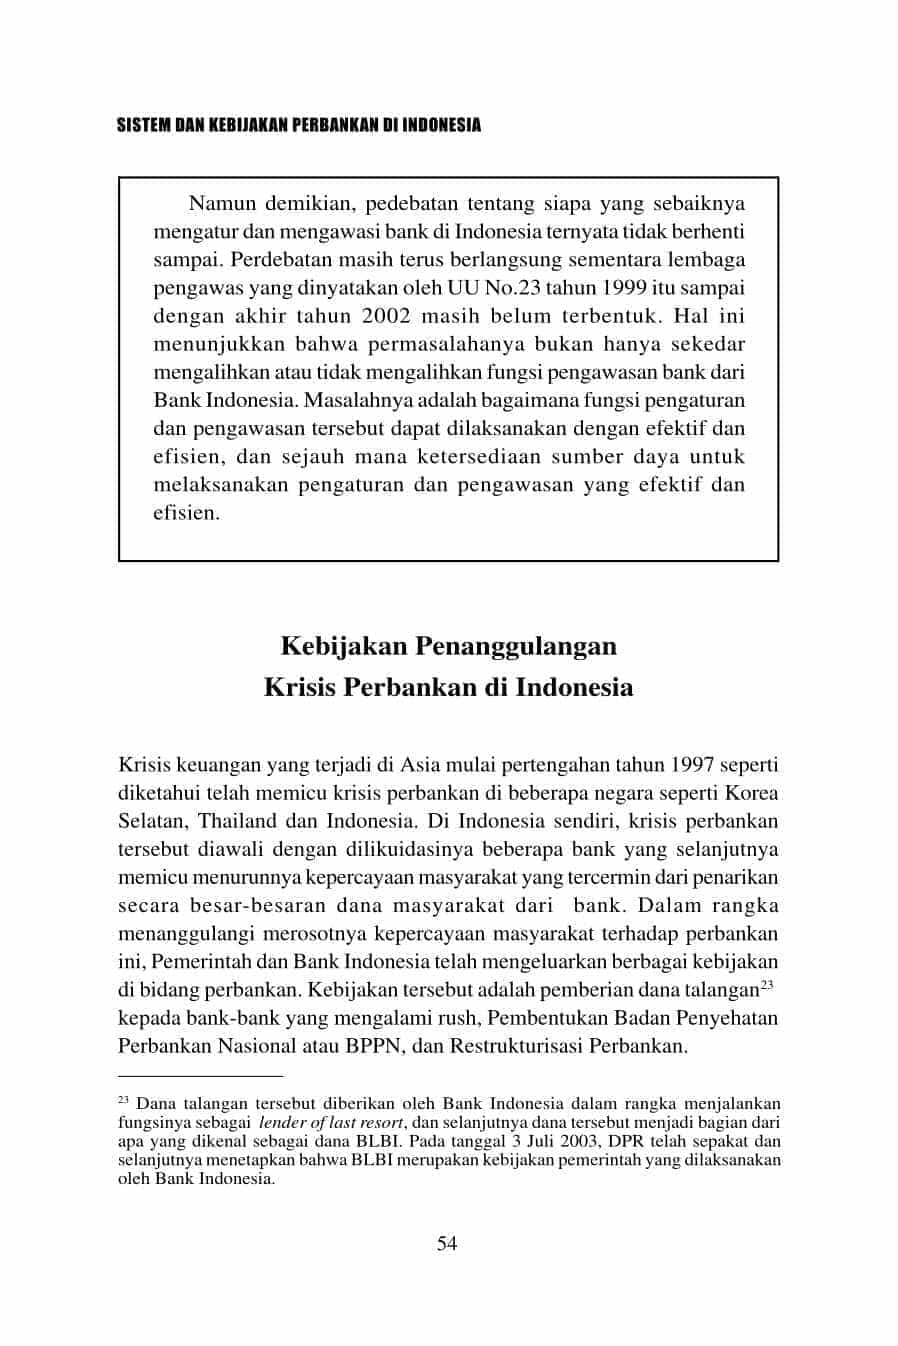 SISTEM DAN KEBIJAKAN PERBANKAN DI INDONESIA
Namun demikian, pedebatan tentang siapa yang sebaiknya
mengatur dan mengawasi bank di Indonesia ternyata tidak berhenti
sampai. Perdebatan masih terus berlangsung sementara lembaga
pengawas yang dinyatakan oleh UU No.23 tahun 1999 itu sampai
dengan akhir tahun 2002 masih belum terbentuk. Hal ini
menunjukkan bahwa permasalahanya bukan hanya sekedar
mengalihkan atau tidak mengalihkan fungsi pengawasan bank dari
Bank Indonesia. Masalahnya adalah bagaimana fungsi pengaturan
dan pengawasan tersebut dapat dilaksanakan dengan efektif dan
efisien, dan sejauh mana ketersediaan sumber daya untuk
melaksanakan pengaturan dan pengawasan yang efektif dan
efisien.
Kebijakan Penanggulangan
Krisis Perbankan di Indonesia
Krisis keuangan yang terjadi di Asia mulai pertengahan tahun 1997 seperti
diketahui telah memicu krisis perbankan di beberapa negara seperti Korea
Selatan, Thailand dan Indonesia. Di Indonesia sendiri, krisis perbankan
tersebut diawali dengan dilikuidasinya beberapa bank yang selanjutnya
memicu menurunnya kepercayaan masyarakat yang tercermin dari penarikan
secara besar-besaran dana masyarakat dari bank. Dalam rangka
menanggulangi merosotnya kepercayaan masyarakat terhadap perbankan
ini, Pemerintah dan Bank Indonesia telah mengeluarkan berbagai kebijakan
di bidang perbankan. Kebijakan tersebut adalah pemberian dana talangan23
kepada bank-bank yang mengalami rush, Pembentukan Badan Penyehatan
Perbankan Nasional atau BPPN, dan Restrukturisasi Perbankan.
23 Dana talangan tersebut diberikan oleh Bank Indonesia dalam rangka menjalankan
fungsinya sebagai lender of last resort, dan selanjutnya dana tersebut menjadi bagian dari
apa yang dikenal sebagai dana BLBI. Pada tanggal 3 Juli 2003, DPR telah sepakat dan
selanjutnya menetapkan bahwa BLBI merupakan kebijakan pemerintah yang dilaksanakan
oleh Bank Indonesia.
54